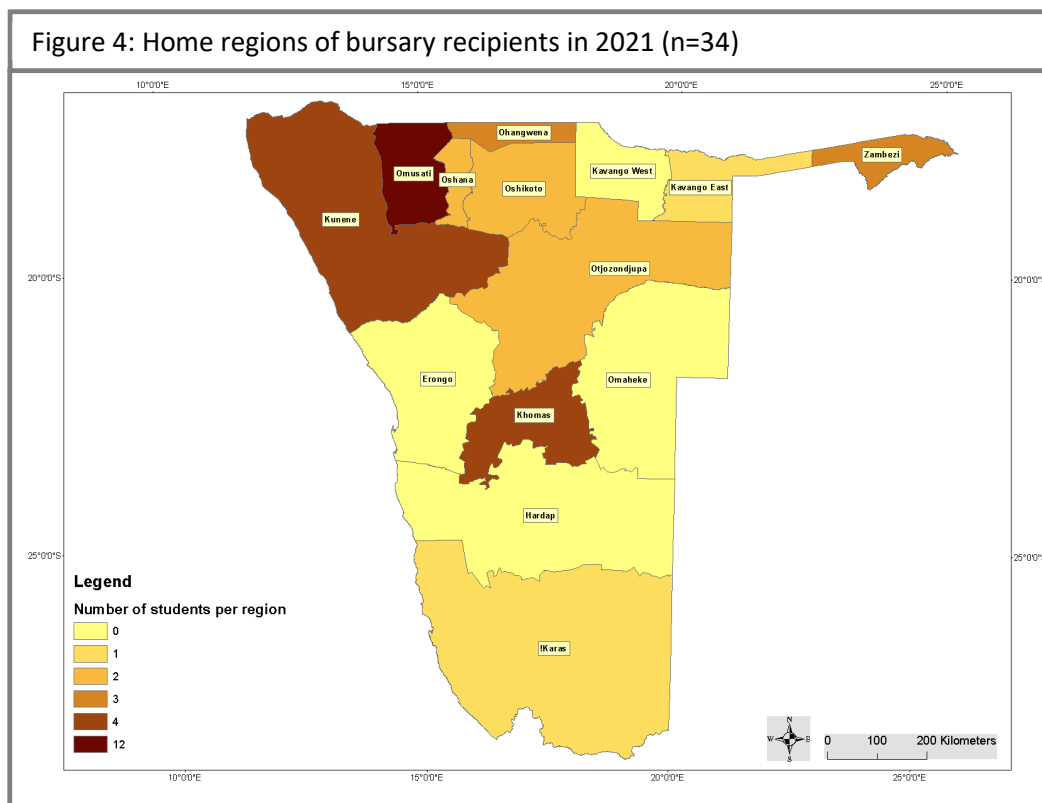 Figure 4: Home regions of bursary recipients in 2021 (n=34)
10°0'0"E 15°0'0"E 20°0'0"E 25°0'0"E
Ohangwena
Zambezi
Kavango West
Omusati
Oshana
Oshikoto
Kavango East
Kunene
Otjozondjupa
20°0'0"S 20°0'0"S
Erongo
Omaheke
Khomas
Hardap
25°0'0"S 25°0'0"S
Legend
Number of students per region
0
1
!Karas
2
3
4
12
N
W E
S
0 100 200 Kilometers
10°0'0"E 15°0'0"E 20°0'0"E 25°0'0"E